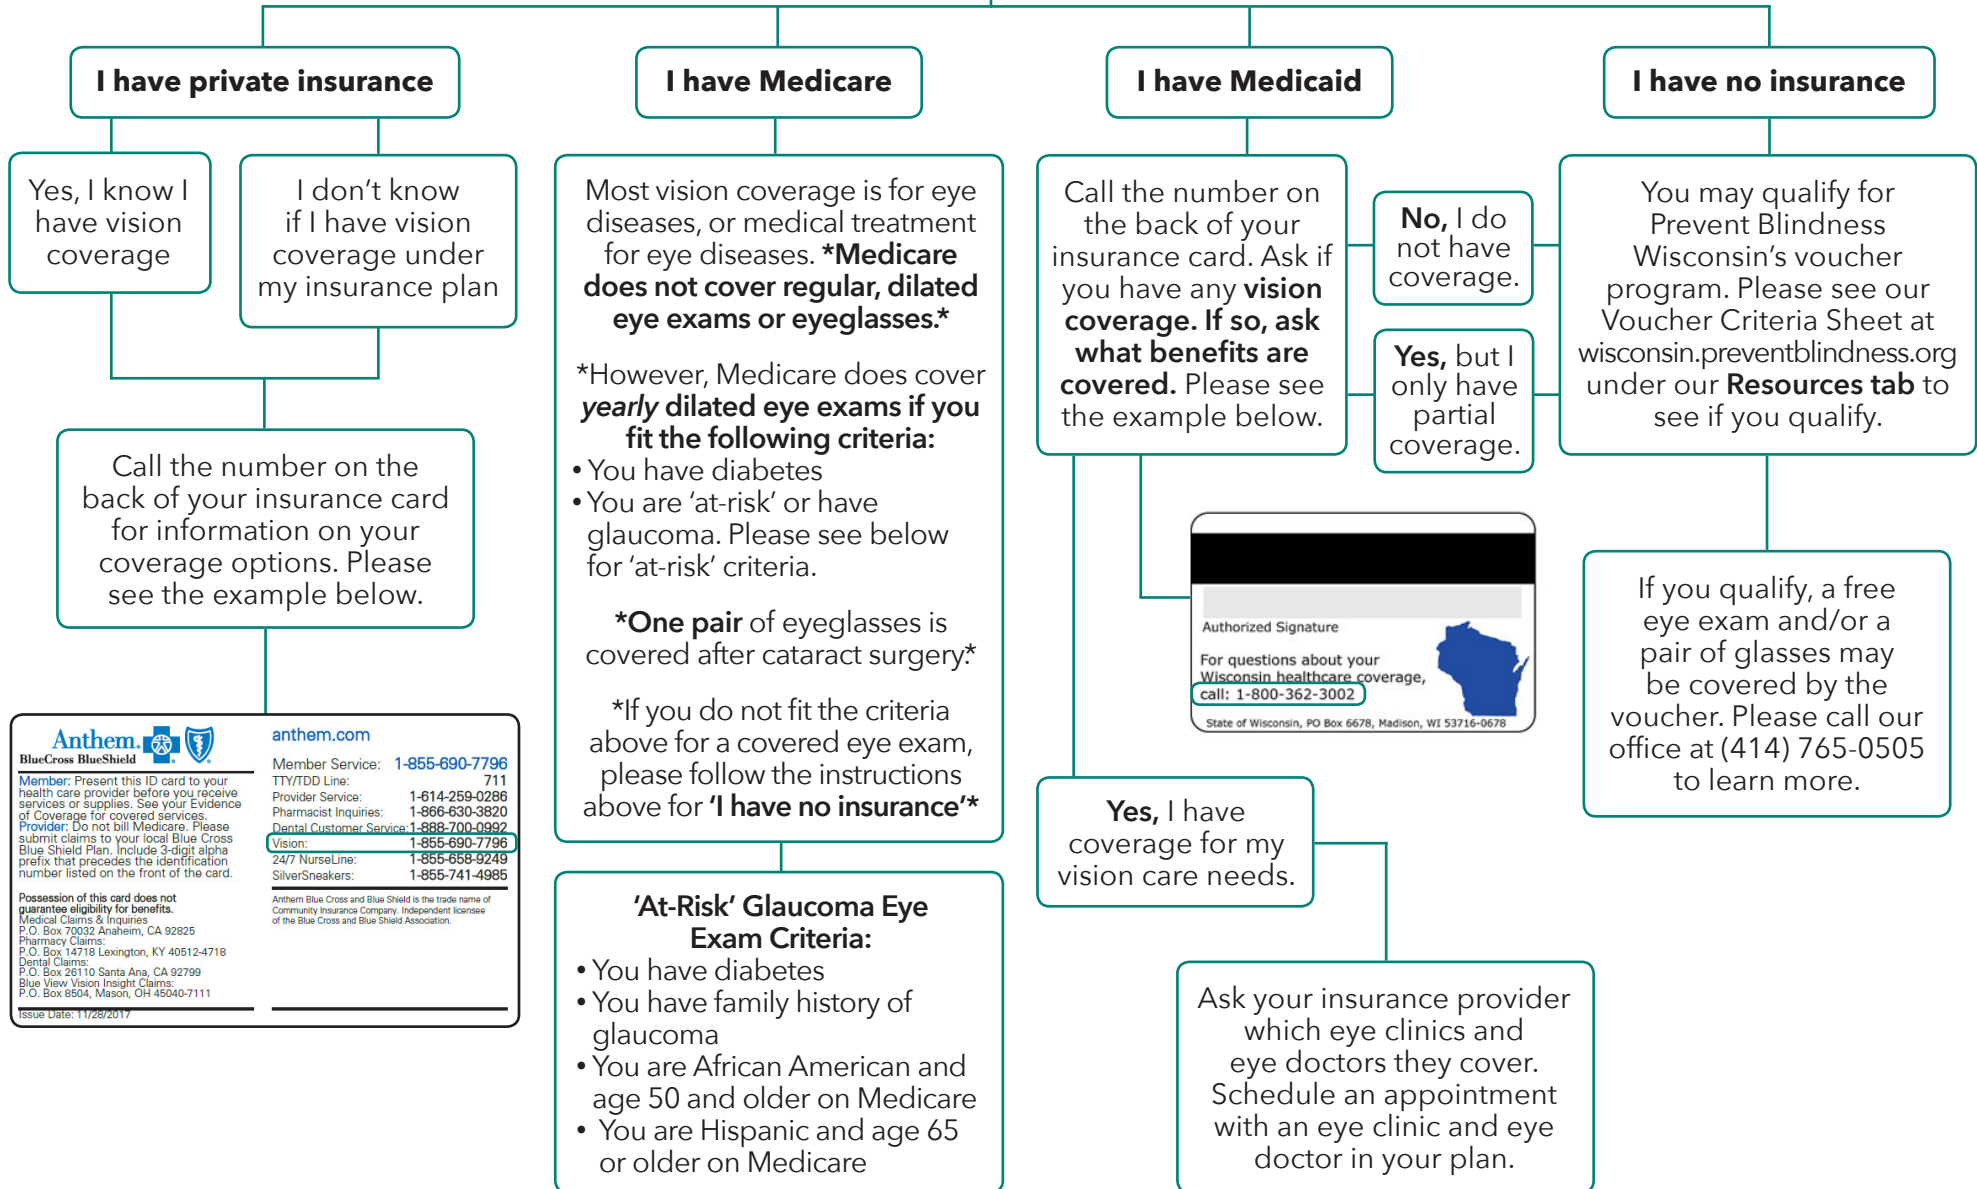 I have private insurance
Yes, I know I
have vision
coverage
I don’t know
if I have vision
coverage under
my insurance plan
Call the number on the
back of your insurance card
for information on your
coverage options. Please
see the example below.
Anthem.
BlueCross BlueShield
Member: Present this ID card to your
health care provider before you receive
services or supplies. See your Evidence
of Coverage for covered services.
Provider: Do not bill Medicare. Please
submit claims to your local Blue Cross
Blue Shield Plan. Include 3-digit alpha
prefix that precedes the identification
number listed on the front of the card.
Possession of this card does not
guarantee eligibility for benefits.
Medical Claims & Inquiries
P.O. Box 70032 Anaheim, CA 92825
Pharmacy Claims:
P.O. Box 14718 Lexington, KY 40512-4718
Dental Claims:
P.O. Box 26110 Santa Ana, CA 92799
Blue View Vision Insight Claims:
P.O. Box 8504, Mason, OH 45040-7111
Issue Date: 11/28/2017
anthem.com
Member Service: 1-855-690-7796
TTY/TDD Line: 711
Provider Service: 1-614-259-0286
Pharmacist Inquiries: 1-866-630-3820
Dental Customer Service: 1-888-700-0992
Vision: 1-855-690-7796
24/7 NurseLine: 1-855-658-9249
SilverSneakers: 1-855-741-4985
Anthem Blue Cross and Blue Shield is the trade name of
Community Insurance Company. Independent licensee
of the Blue Cross and Blue Shield Association.
I have Medicare
Most vision coverage is for eye
diseases, or medical treatment
for eye diseases. *Medicare
does not cover regular, dilated
eye exams or eyeglasses.*
*However, Medicare does cover
yearly dilated eye exams if you
fit the following criteria:
• You have diabetes
• You are ‘at-risk’ or have
glaucoma. Please see below
for ‘at-risk’ criteria.
*One pair of eyeglasses is
covered after cataract surgery.*
*If you do not fit the criteria
above for a covered eye exam,
please follow the instructions
above for ‘I have no insurance’*
‘At-Risk’ Glaucoma Eye
Exam Criteria:
• You have diabetes
• You have family history of
glaucoma
• You are African American and
age 50 and older on Medicare
• You are Hispanic and age 65
or older on Medicare
I have Medicaid
Call the number on
the back of your
insurance card. Ask if
you have any vision
coverage. If so, ask
what benefits are
covered. Please see
the example below.
No, I do
not have
coverage.
Yes, but I
only have
partial
coverage.
Authorized Signature
For questions about your
Wisconsin healthcare coverage,
call: 1-800-362-3002
State of Wisconsin, PO Box 6678, Madison, WI 53716-0678
Yes, I have
coverage for my
vision care needs.
Ask your insurance provider
which eye clinics and
eye doctors they cover.
Schedule an appointment
with an eye clinic and eye
doctor in your plan.
I have no insurance
You may qualify for
Prevent Blindness
Wisconsin’s voucher
program. Please see our
Voucher Criteria Sheet at
wisconsin.preventblindness.org
under our Resources tab to
see if you qualify.
If you qualify, a free
eye exam and/or a
pair of glasses may
be covered by the
voucher. Please call our
office at (414) 765-0505
to learn more.